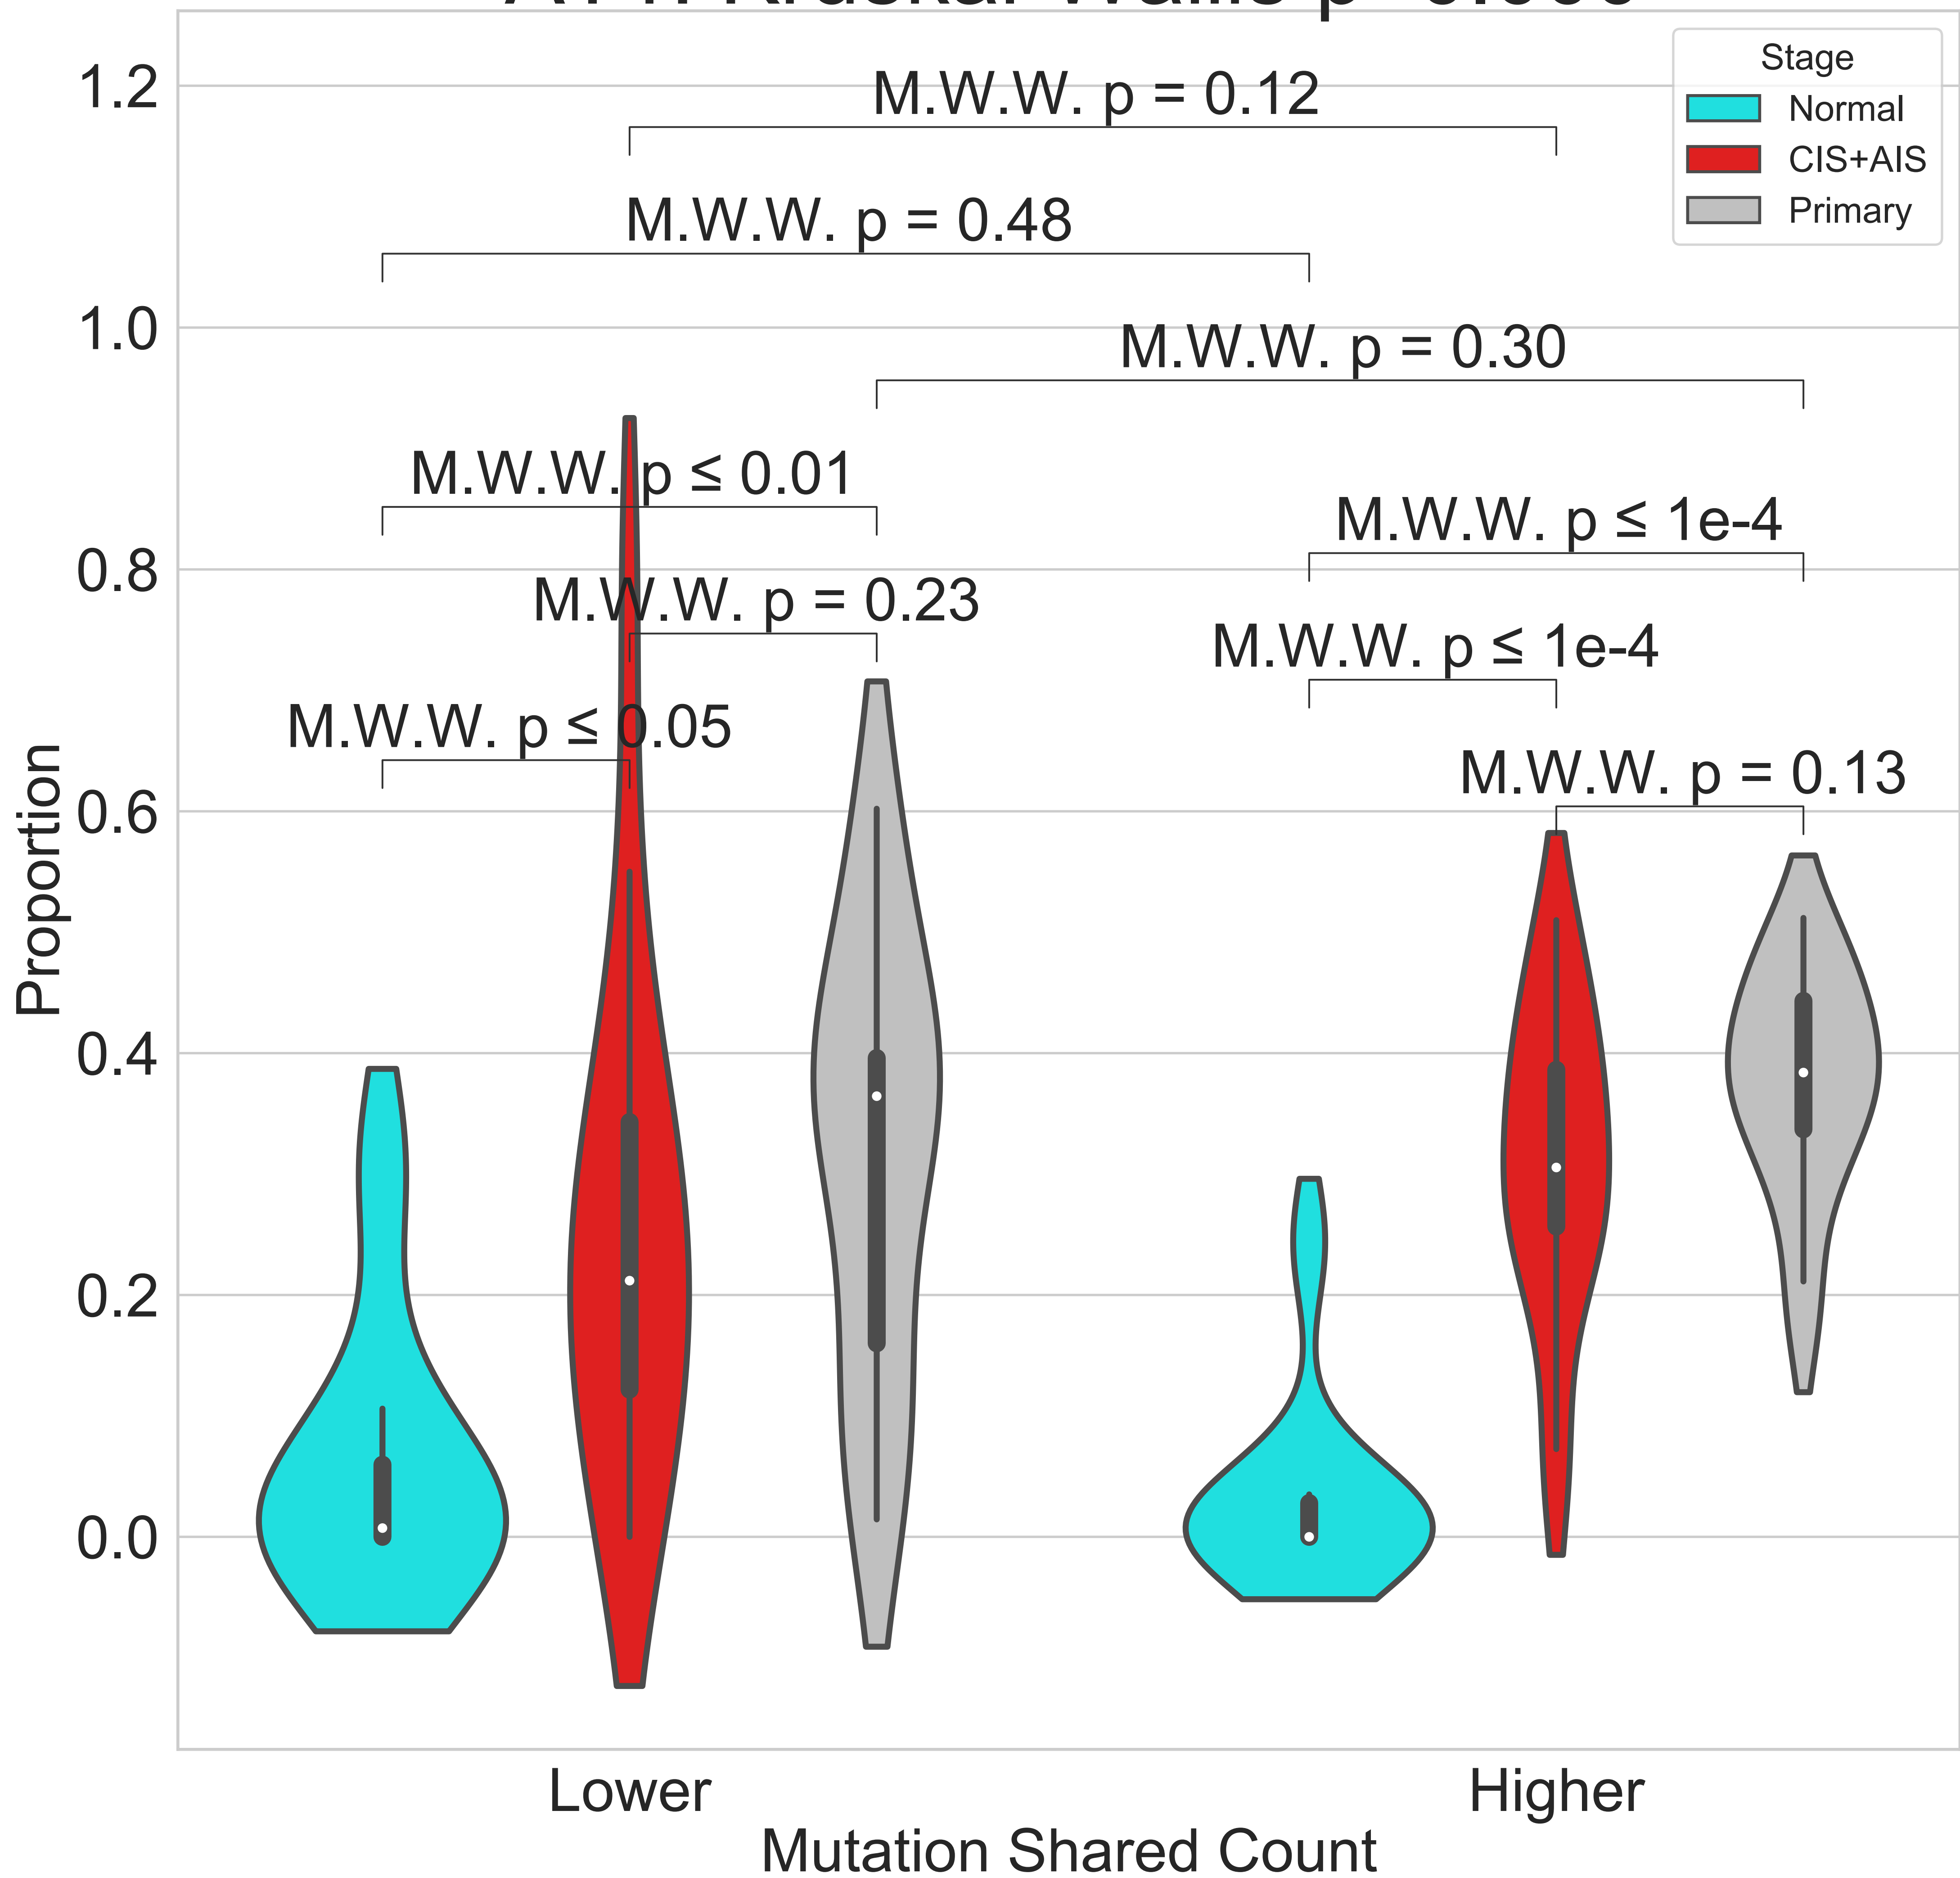 Stage
Normal
CIS+AIS
Primary
M.W.W. p = 0.12
M.W.W. p = 0.48
M.W.W. p = 0.30
M.W.W. p ≤ 0.01
M.W.W. p ≤ 1e-4
M.W.W. p = 0.23
M.W.W. p ≤ 1e-4
M.W.W. p ≤ 0.05
M.W.W. p = 0.13
1.2
1.0
0.8
0.6
0.4
0.2
0.0
Proportion
Lower
Higher
Mutation Shared Count